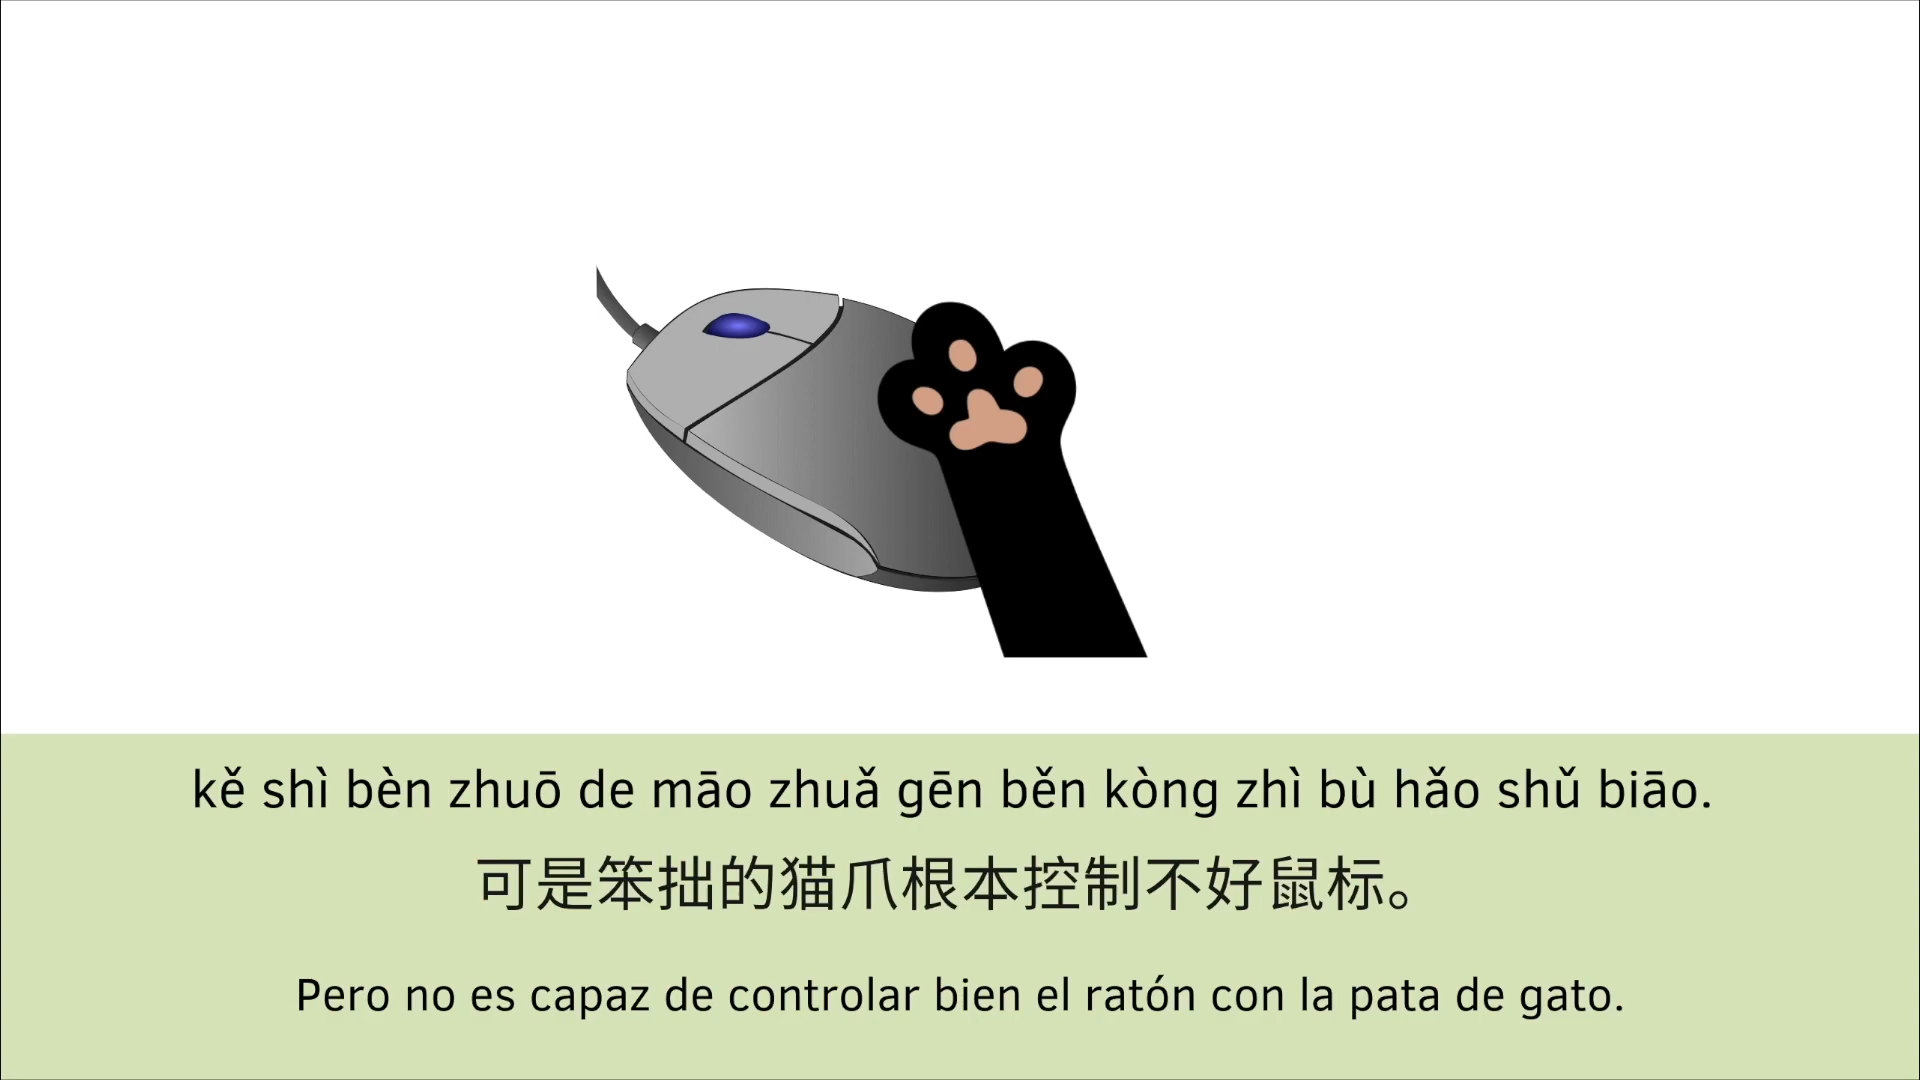 kě shì bèn zhuō de māo zhuǎ gēn běn kòng zhì bù hǎo shǔ biāo.
可是笨拙的猫爪根本控制不好鼠标。
Pero no es capaz de controlar bien el ratón con la pata de gato.